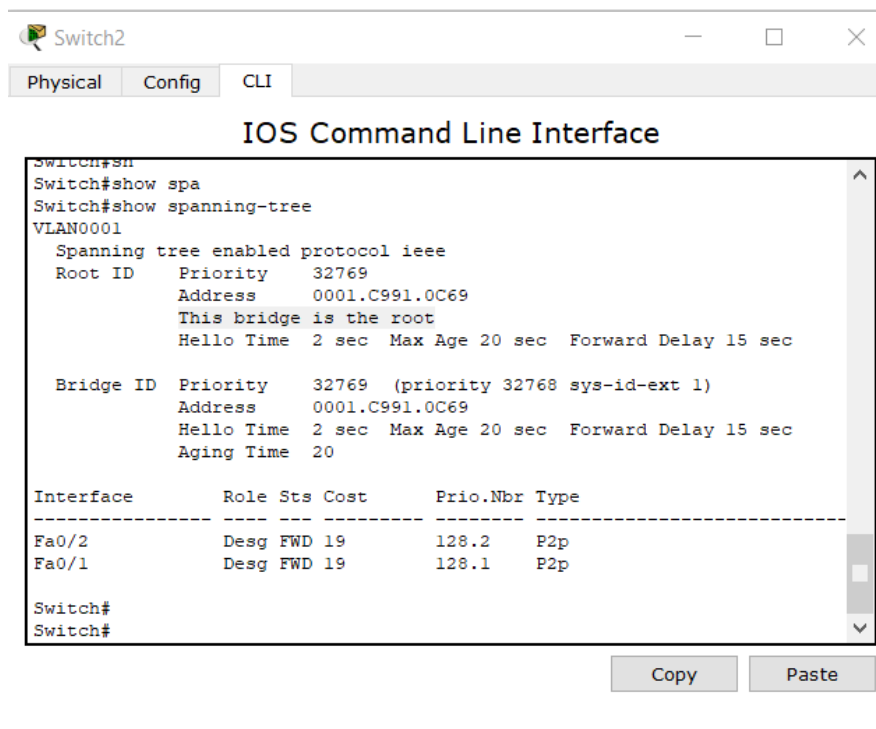 Switch2
Physical Config CLI
IOS Command Line Interface
Switch#sh
Switch#show spa
Switch#show spanning-tree
VLAN0001
  Spanning tree enabled protocol ieee
  Root ID    Priority    32769
             Address     0001.C991.0C69
             This bridge is the root
             Hello Time  2 sec  Max Age 20 sec  Forward Delay 15 sec

  Bridge ID  Priority    32769  (priority 32768 sys-id-ext 1)
             Address     0001.C991.0C69
             Hello Time  2 sec  Max Age 20 sec  Forward Delay 15 sec
             Aging Time  20

Interface        Role Sts Cost      Prio.Nbr Type
---------------- ---- --- --------- -------- ----------------------------
Fa0/2            Desg FWD 19        128.2    P2p
Fa0/1            Desg FWD 19        128.1    P2p

Switch#
Switch#
Copy Paste